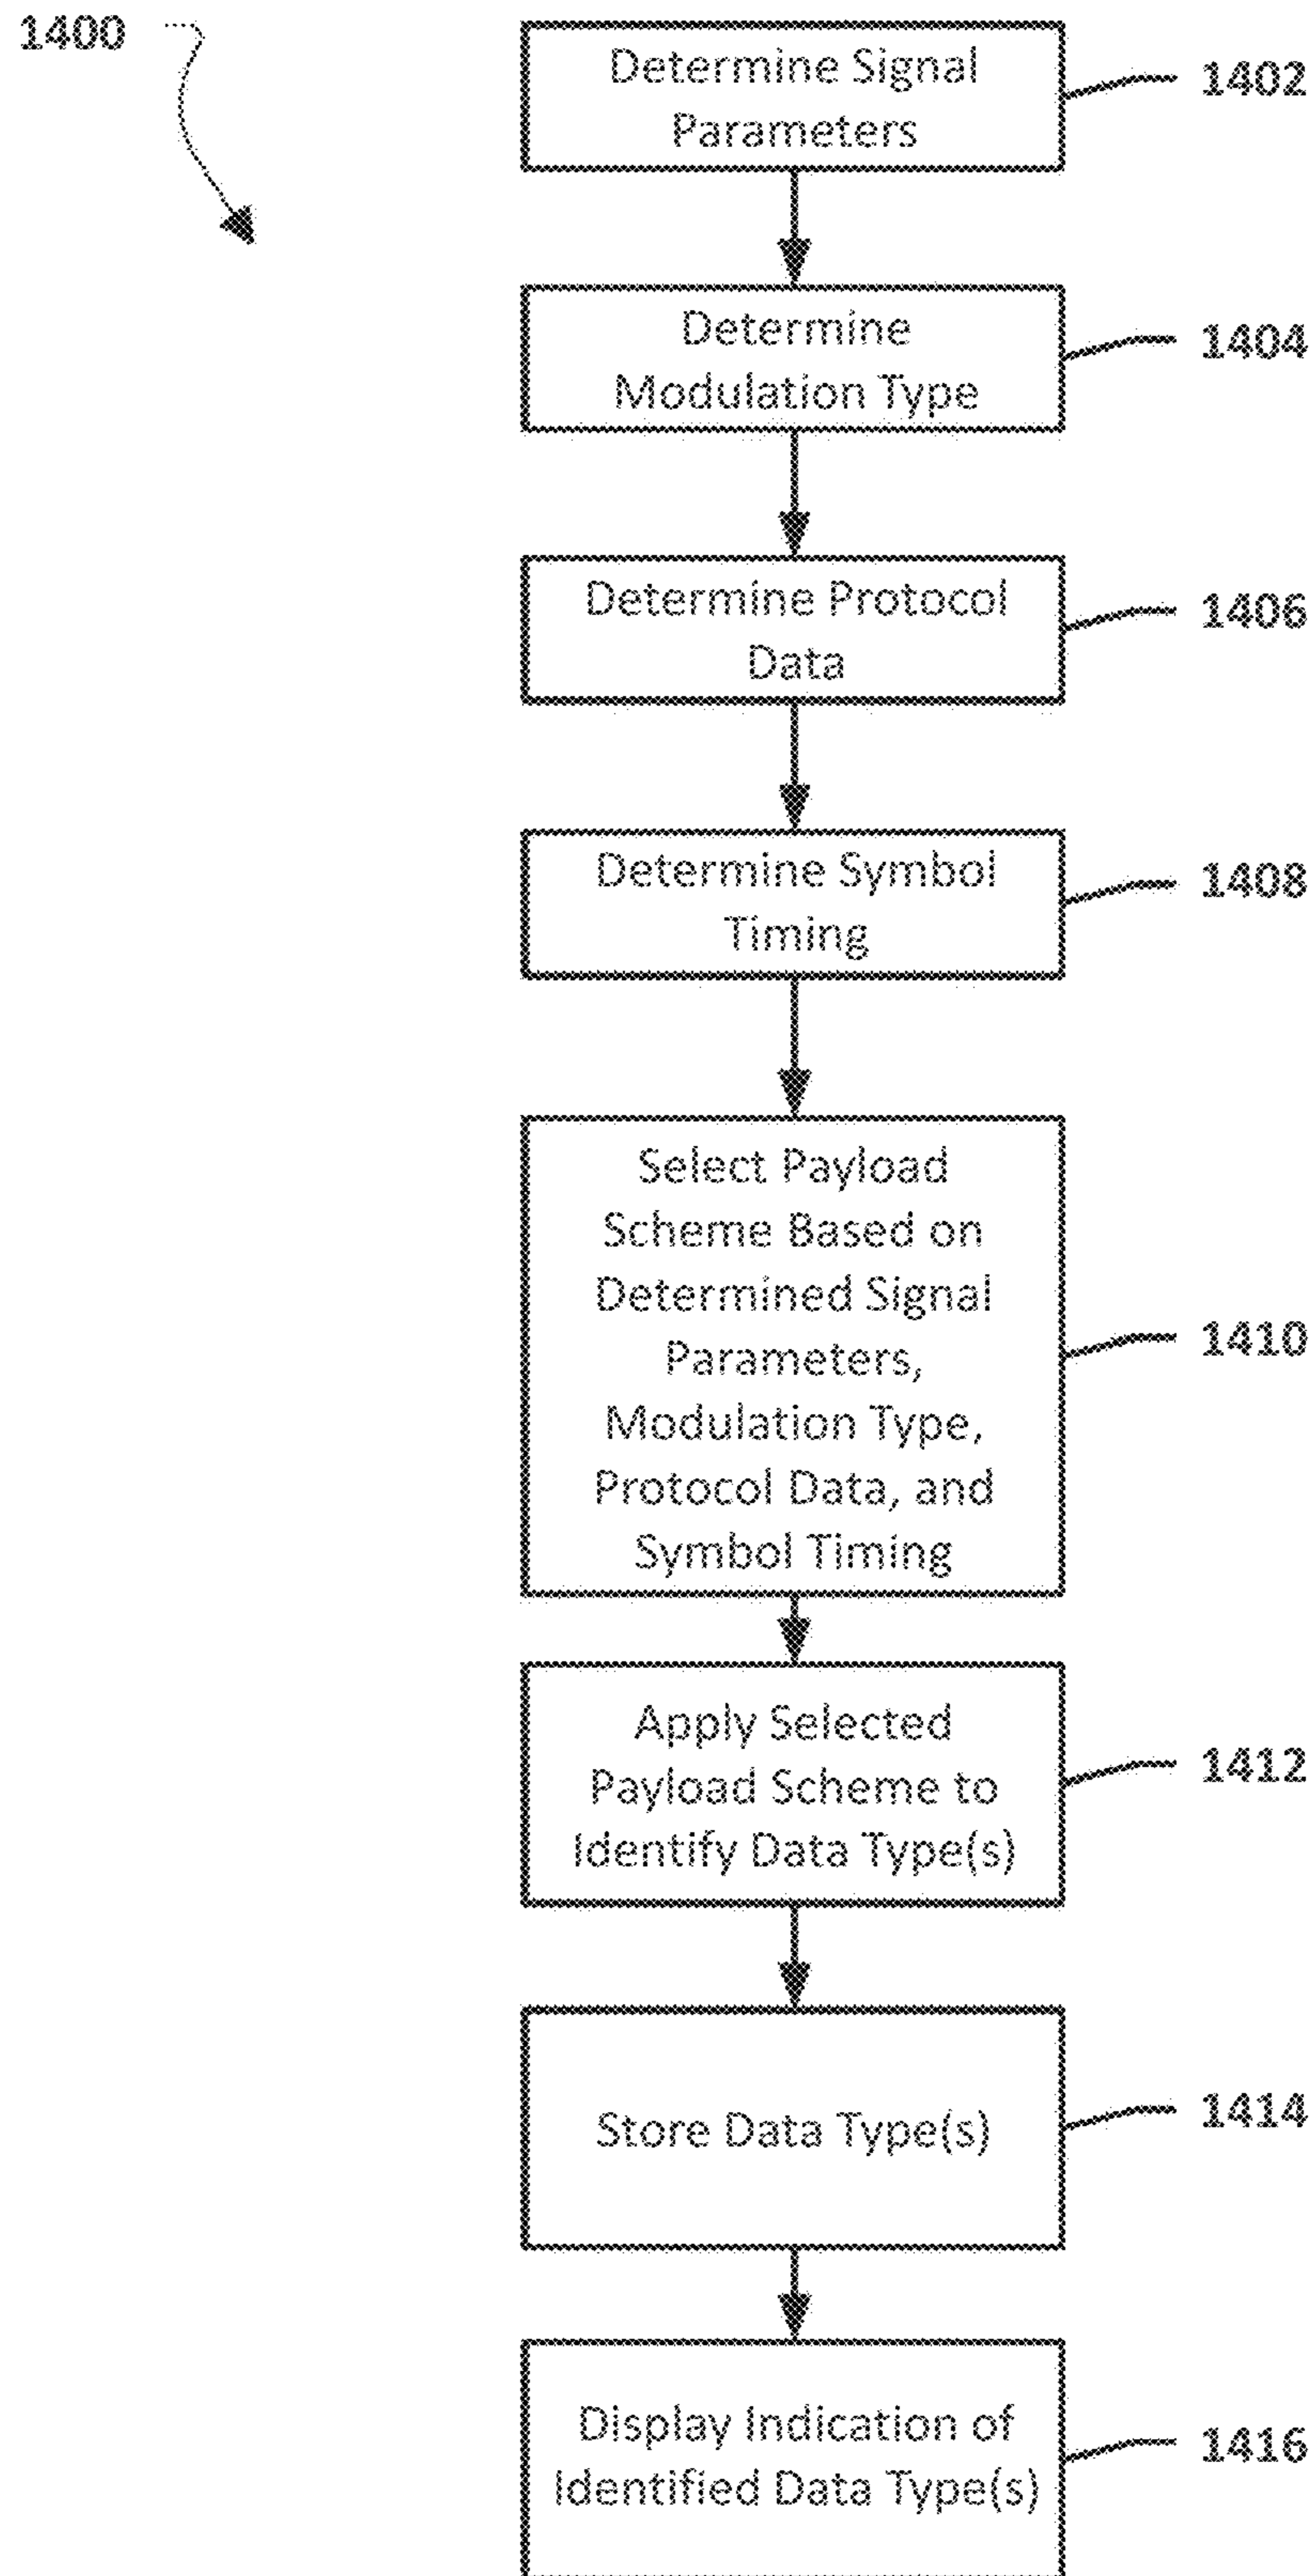 1400
Determine Signal
Parameters
1402
Determine
Modulation Type
1404
Determine Protocol
Data
1406
Determine Symbol
Timing
1408
Select Payload
Scheme Based on
Determined Signal
Parameters,
Modulation Type,
Protocol Data, and
Symbol Timing
1410
Apply Selected
Payload Scheme to
Identify Data Type(s)
1412
Store Data Type(s)
1414
Display Indication of
Identified Data Type(s)
1416